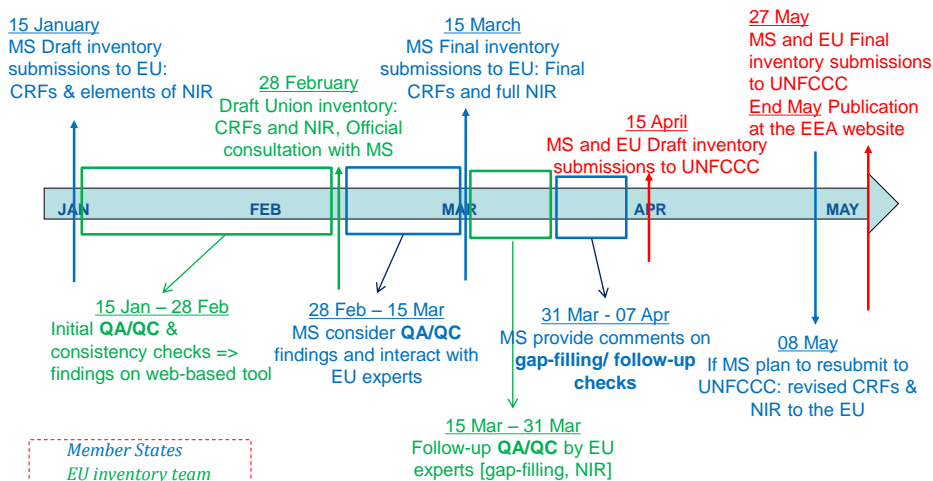 15 January
MS Draft inventory
submissions to EU:
CRFs & elements of NIR
28 February
Draft Union inventory:
CRFs and NIR, Official
consultation with MS
15 March
MS Final inventory
submissions to EU: Final
CRFs and full NIR
15 April
MS and EU Draft inventory
submissions to UNFCCC
27 May
MS and EU Final
inventory submissions
to UNFCCC
End May Publication
at the EEA website
JAN
FEB
MAR
APR
MAY
15 Jan – 28 Feb
Initial QA/QC &
consistency checks =>
findings on web-based tool
28 Feb – 15 Mar
MS consider QA/QC
findings and interact with
EU experts
15 Mar – 31 Mar
Follow-up QA/QC by EU
experts [gap-filling, NIR]
31 Mar - 07 Apr
MS provide comments on
gap-filling/ follow-up
checks
08 May
If MS plan to resubmit to
UNFCCC: revised CRFs &
NIR to the EU
Member States
EU inventory team